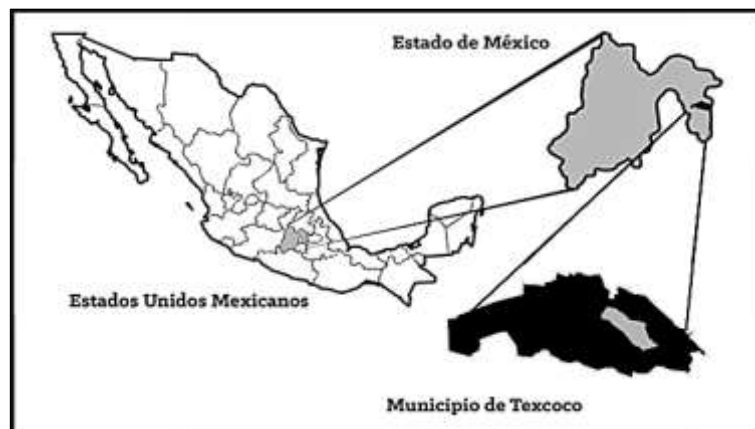 Estado de México
Estados Unidos Mexicanos
Municipio de Texcoco